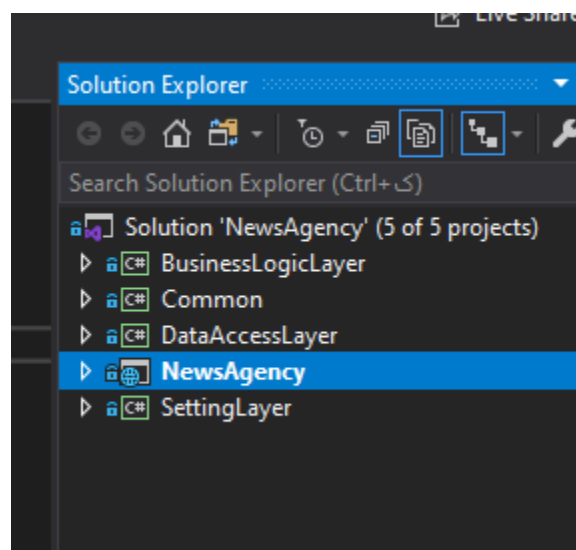 Live Share
Solution Explorer
Search Solution Explorer (Ctrl+ک)
Solution 'NewsAgency' (5 of 5 projects)
C# BusinessLogicLayer
C# Common
C# DataAccessLayer
NewsAgency
C# SettingLayer